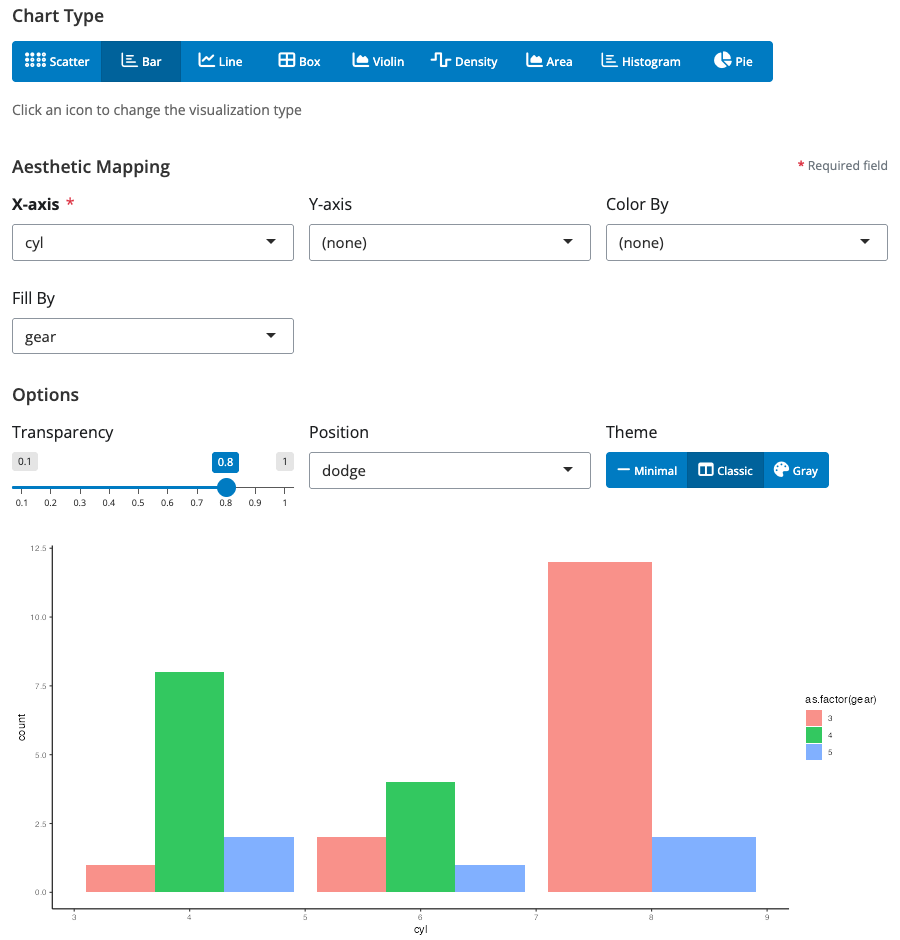 Chart Type
Scatter Bar Line Box Violin Density Area Histogram Pie
Click an icon to change the visualization type
Aesthetic Mapping * Required field
X-axis * Y-axis Color By
cyl (none) (none)
Fill By
gear
Options
Transparency Position Theme
0.1 0.8 1 dodge Minimal Classic Gray
0.1 0.2 0.3 0.4 0.5 0.6 0.7 0.8 0.9 1
12.5
10.0
7.5
5.0
2.5
0.0
count
3 4 5 6 7 8 9
cyl
as.factor(gear)
3
4
5